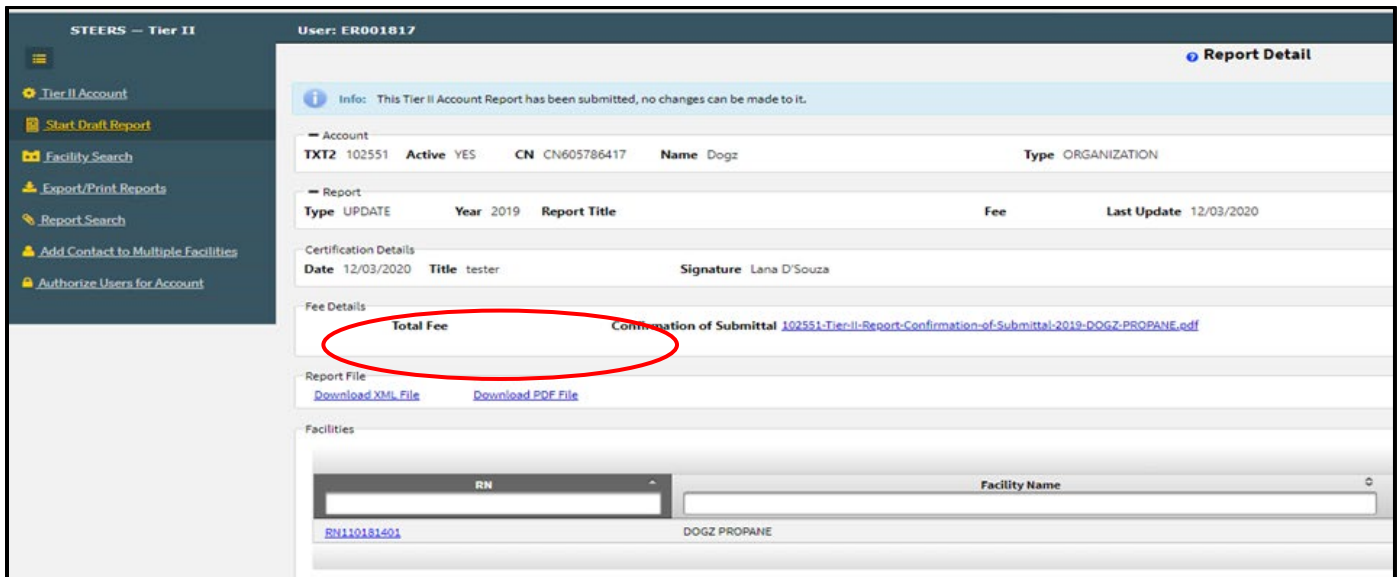 STEERS — Tier II User: ER001817
Report Detail
Tier II Account
Start Draft Report
Facility Search
Export/Print Reports
Report Search
Add Contact to Multiple Facilities
Authorize Users for Account
Info: This Tier II Account Report has been submitted, no changes can be made to it.
Account
TXT2 102551 Active YES CN CN605786417 Name Dogz Type ORGANIZATION
Report
Type UPDATE Year 2019 Report Title Fee Last Update 12/03/2020
Certification Details
Date 12/03/2020 Title tester Signature Lana D'Souza
Fee Details
Total Fee Confirmation of Submittal 102551-Tier-II-Report-Confirmation-of-Submittal-2019-DOGZ-PROPANE.pdf
Report File
Download XML File Download PDF File
Facilities
RN Facility Name
RN110181401 DOGZ PROPANE